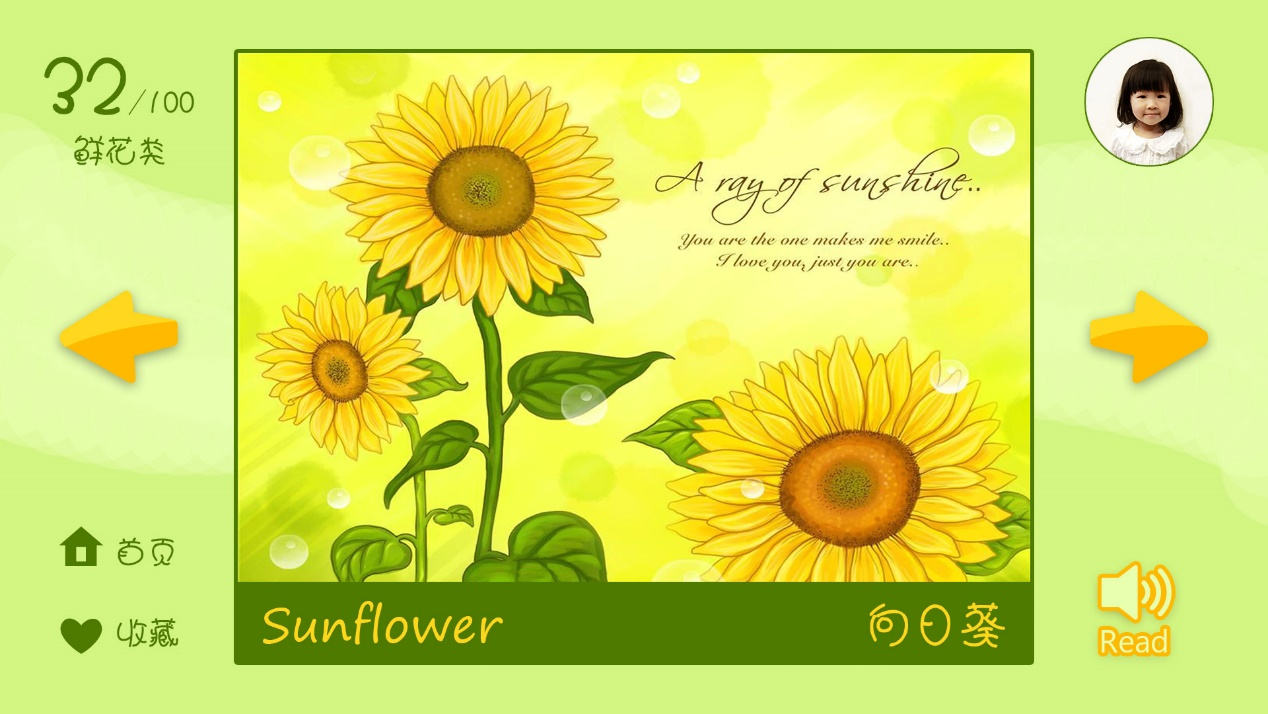 32/100
鲜花类
A ray of sunshine..
You are the one makes me smile..
I love you, just you are..
首页
收藏
Sunflower
向日葵
Read